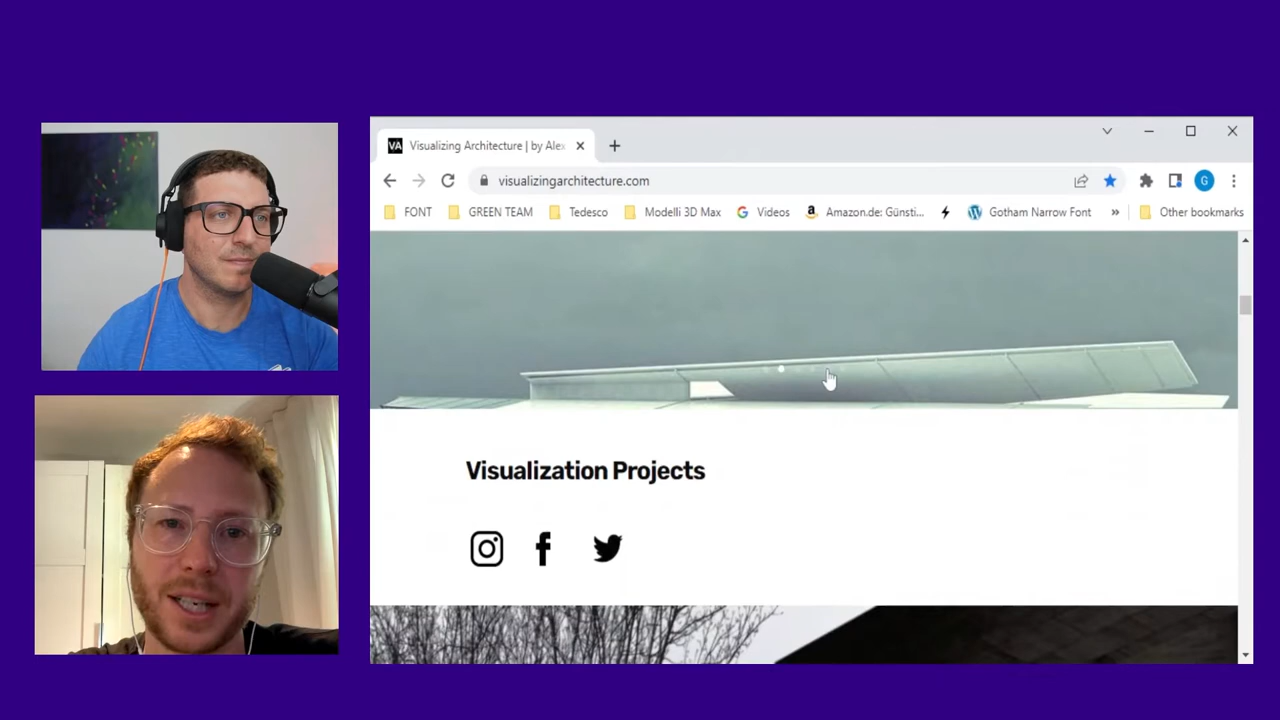 VA Visualizing Architecture | by Alex
visualizingarchitecture.com
G
FONT GREEN TEAM Tedesco Modelli 3D Max Videos Amazon.de: Günsti... Gotham Narrow Font » Other bookmarks
Visualization Projects